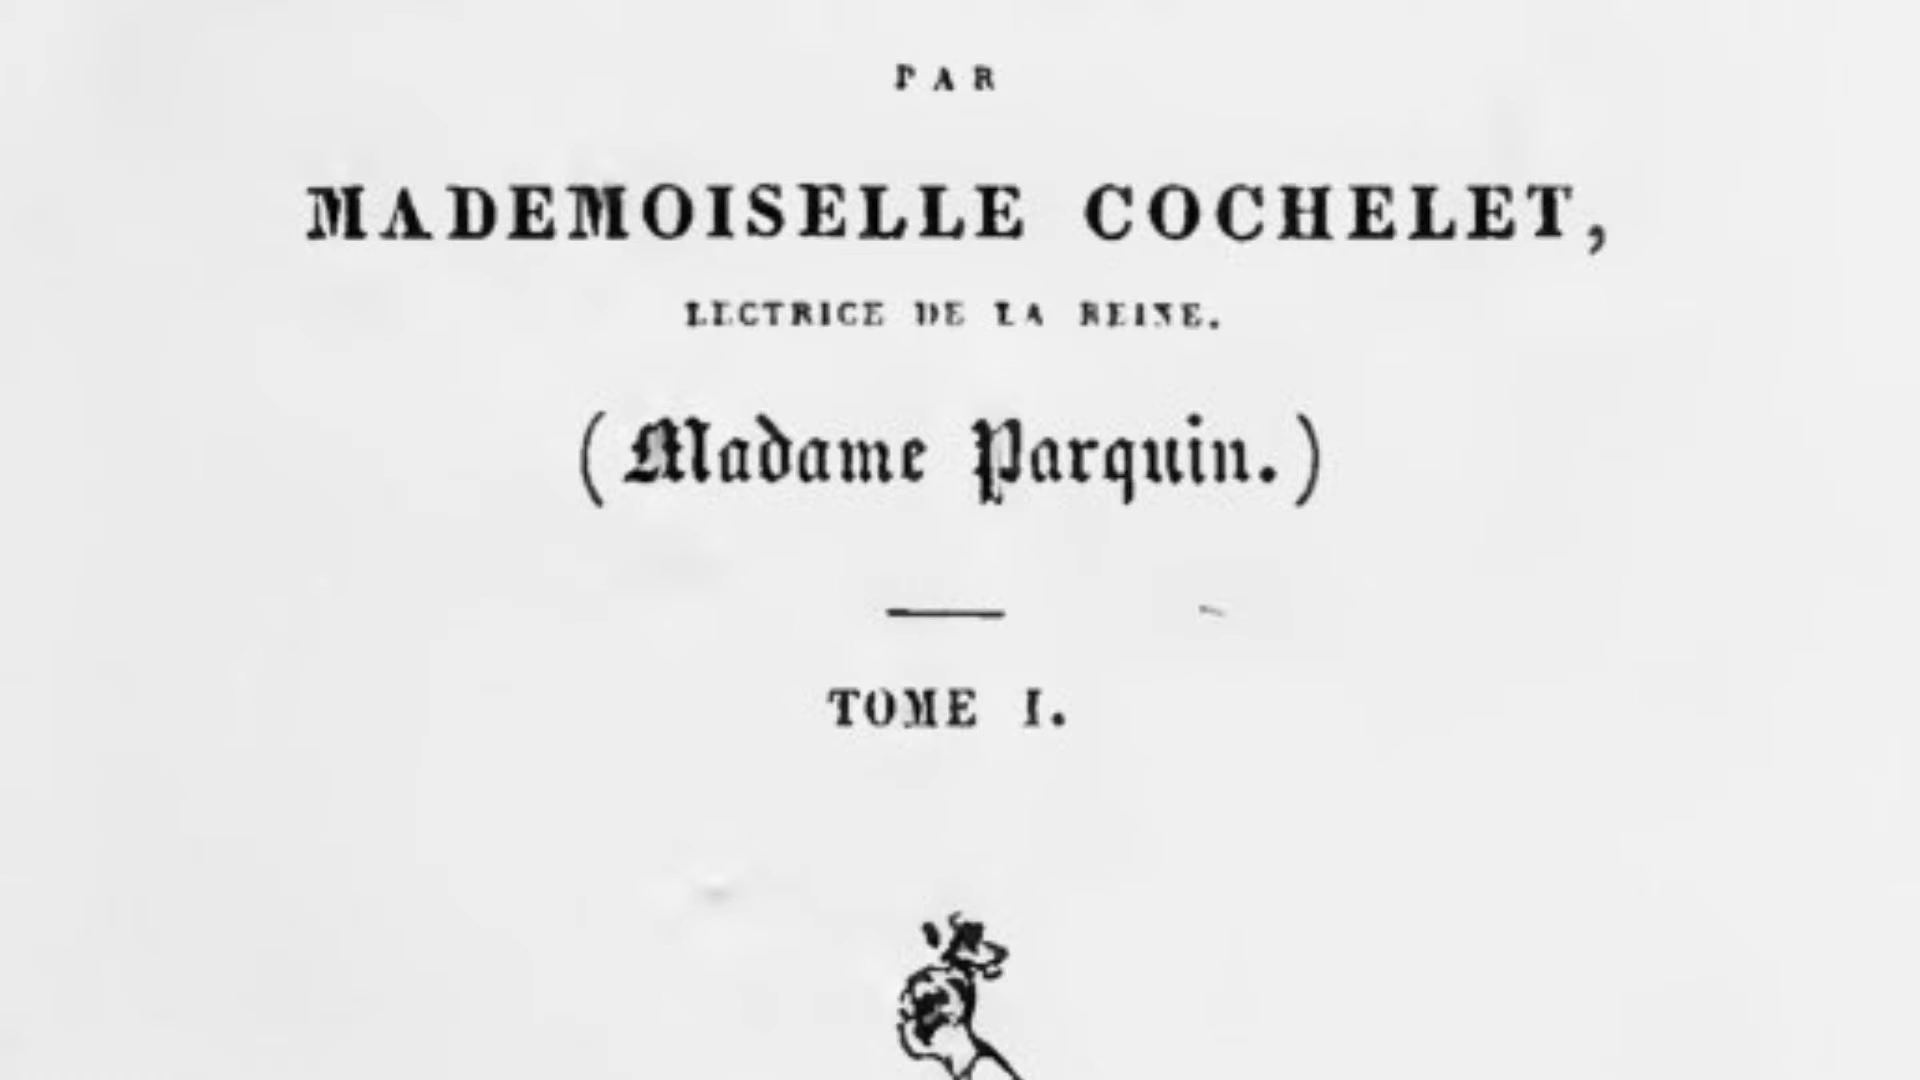 PAR
MADEMOISELLE COCHELET,
LECTRICE DE LA REINE.
(Madame Parquin.)
TOME I.